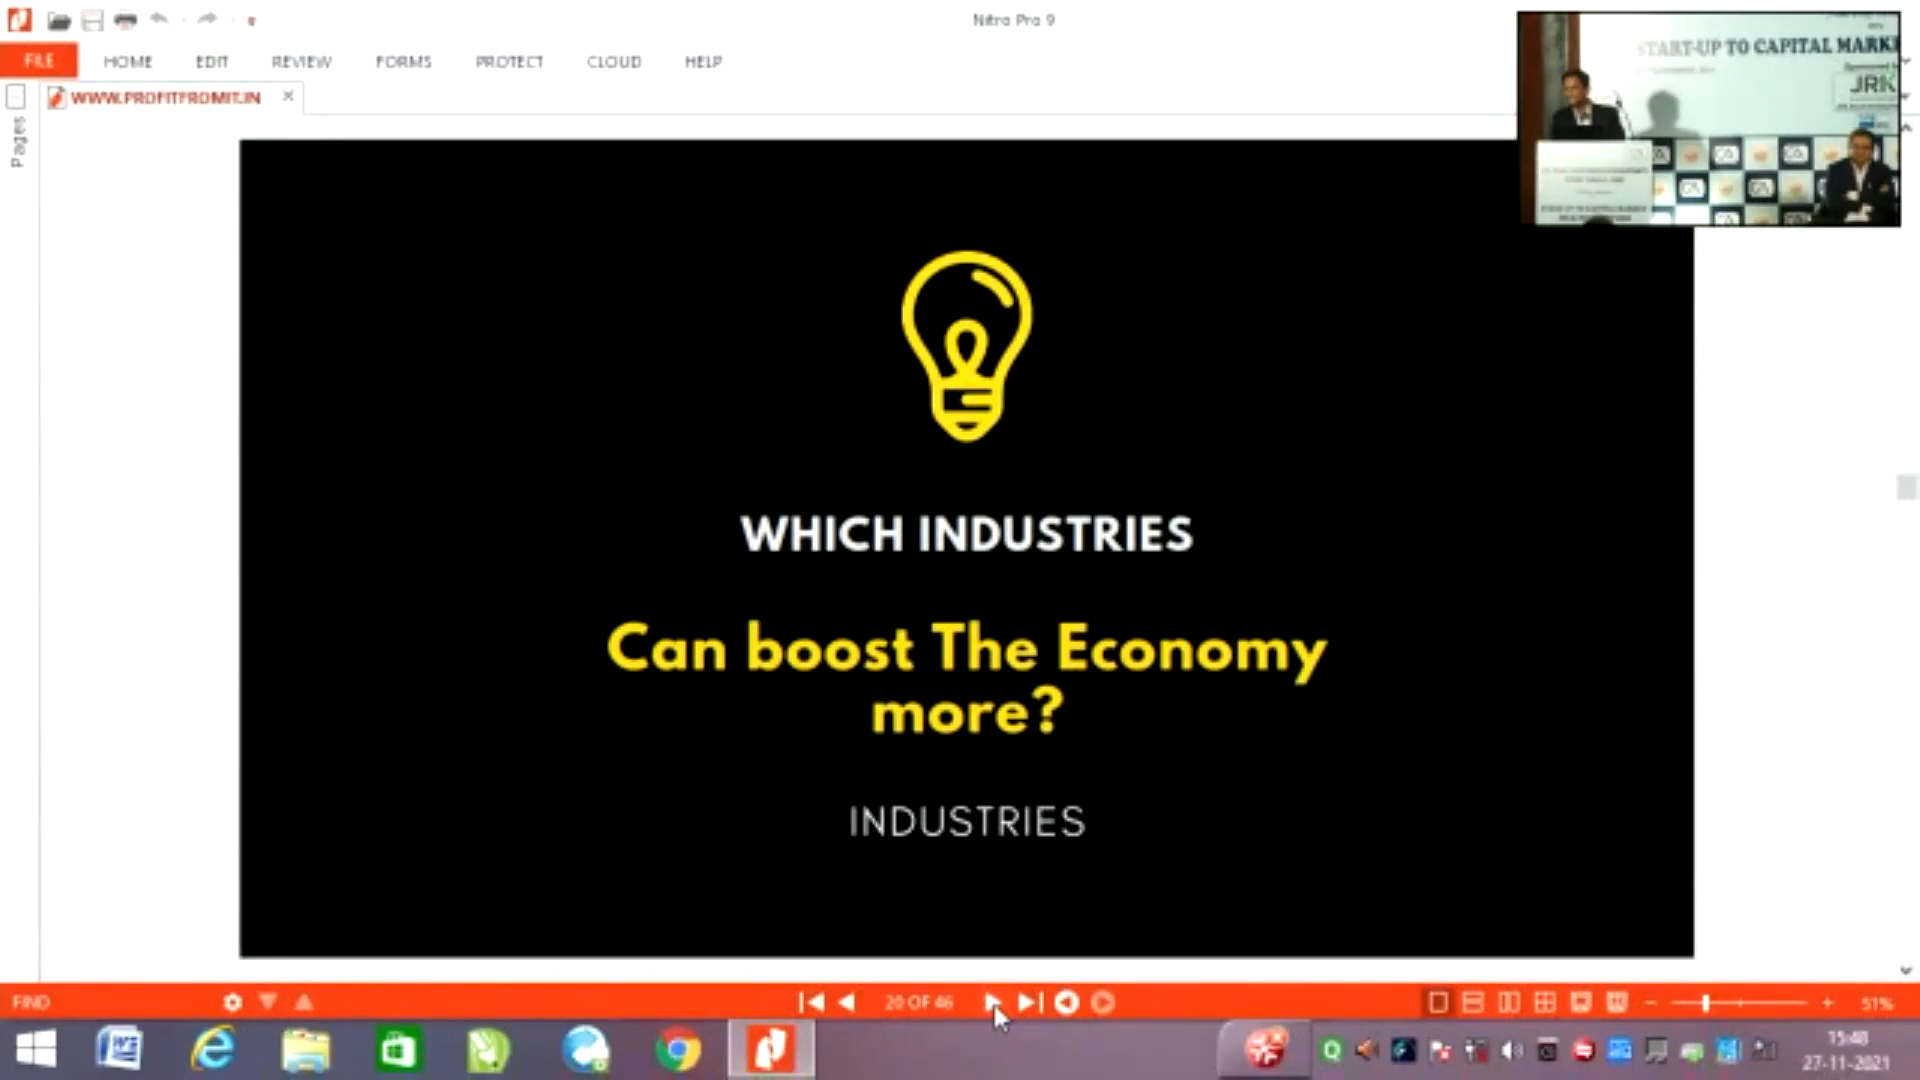 Nitro Pro 9
FILE HOME EDIT REVIEW FORMS PROTECT CLOUD HELP
WWW.PROFITFROMIT.IN
Pages
START-UP TO CAPITAL MARK
JRK
WHICH INDUSTRIES
Can boost The Economy
more?
INDUSTRIES
FIND
20 OF 46
51%
15:48
27-11-2021